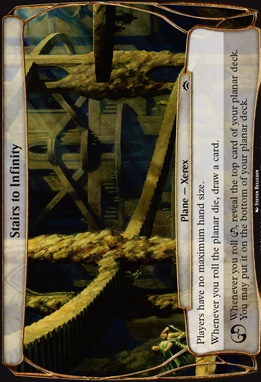 Stairs to Infinity
Plane — Xerex
Players have no maximum hand size.
Whenever you roll the planar die, draw a card.
Whenever you roll , reveal the top card of your planar deck.
You may put it on the bottom of your planar deck.
Steven Belledin